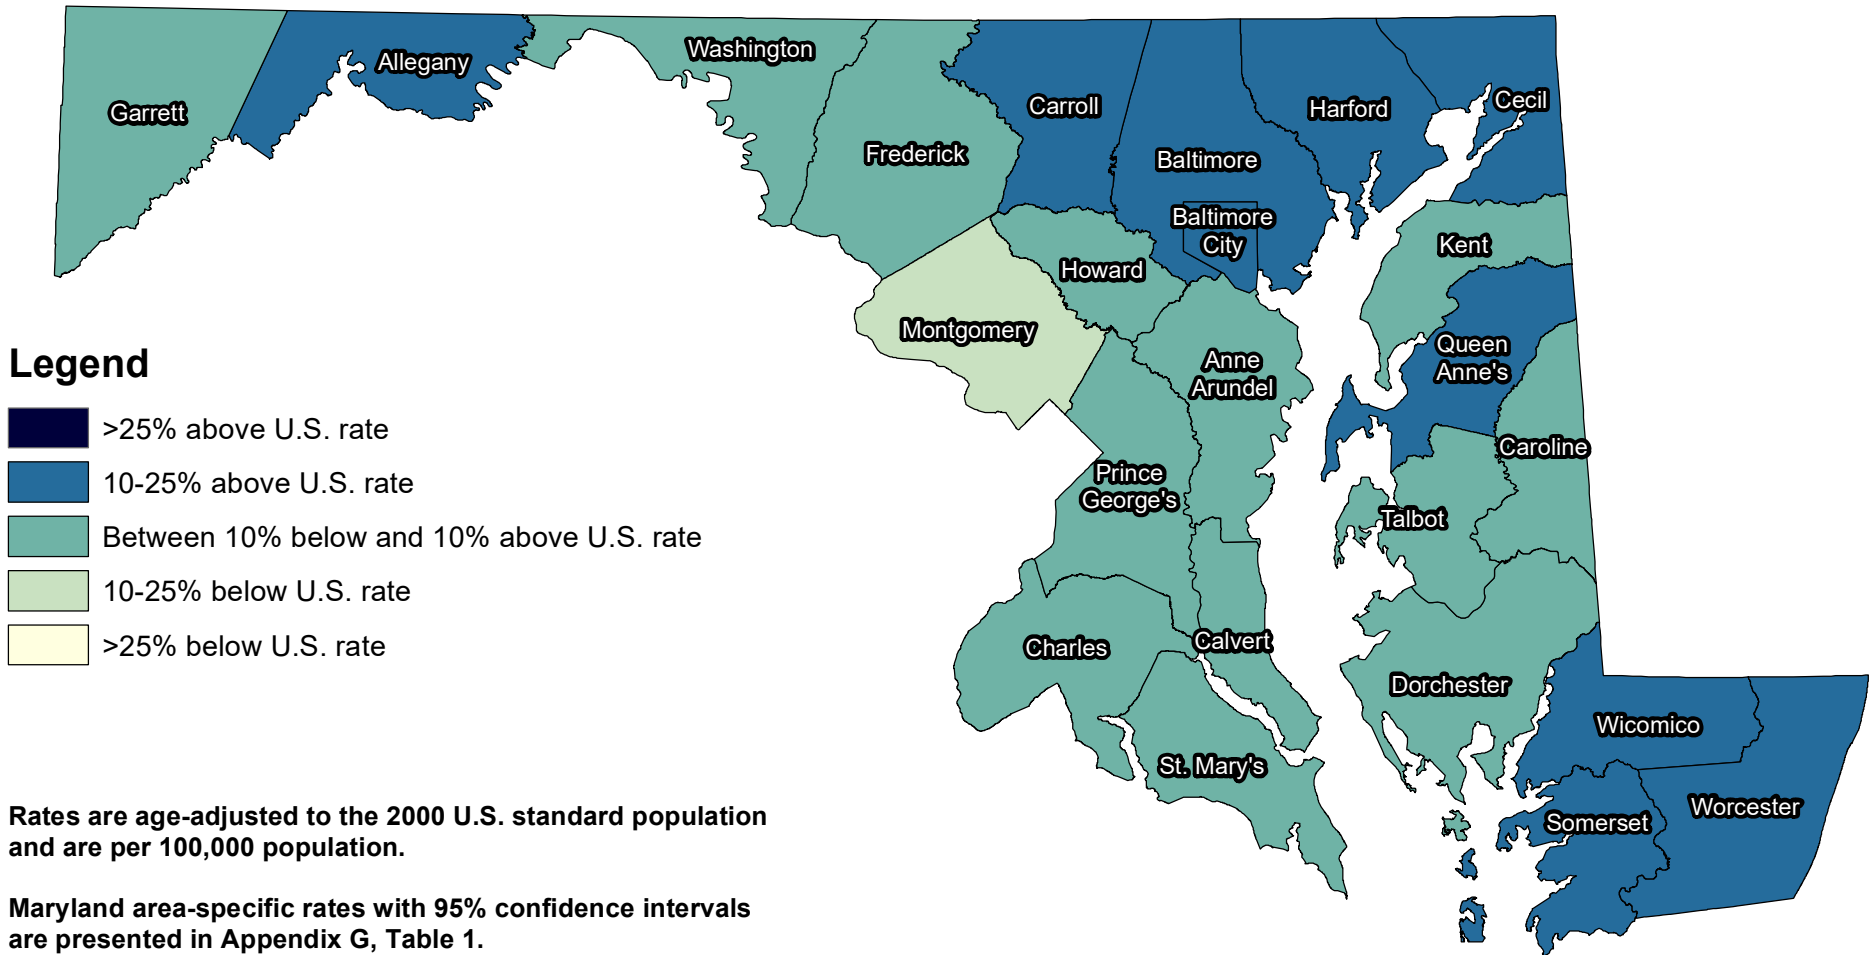 Washington
Allegany
Garrett
Carroll
Harford
Cecil
Frederick
Baltimore
Baltimore
City
Kent
Howard
Montgomery
Queen
Anne's
Anne
Arundel
Caroline
Prince
George's
Talbot
Charles
Calvert
Dorchester
Wicomico
St. Mary's
Worcester
Somerset
Legend
>25% above U.S. rate
10-25% above U.S. rate
Between 10% below and 10% above U.S. rate
10-25% below U.S. rate
>25% below U.S. rate
Rates are age-adjusted to the 2000 U.S. standard population
and are per 100,000 population.
Maryland area-specific rates with 95% confidence intervals
are presented in Appendix G, Table 1.